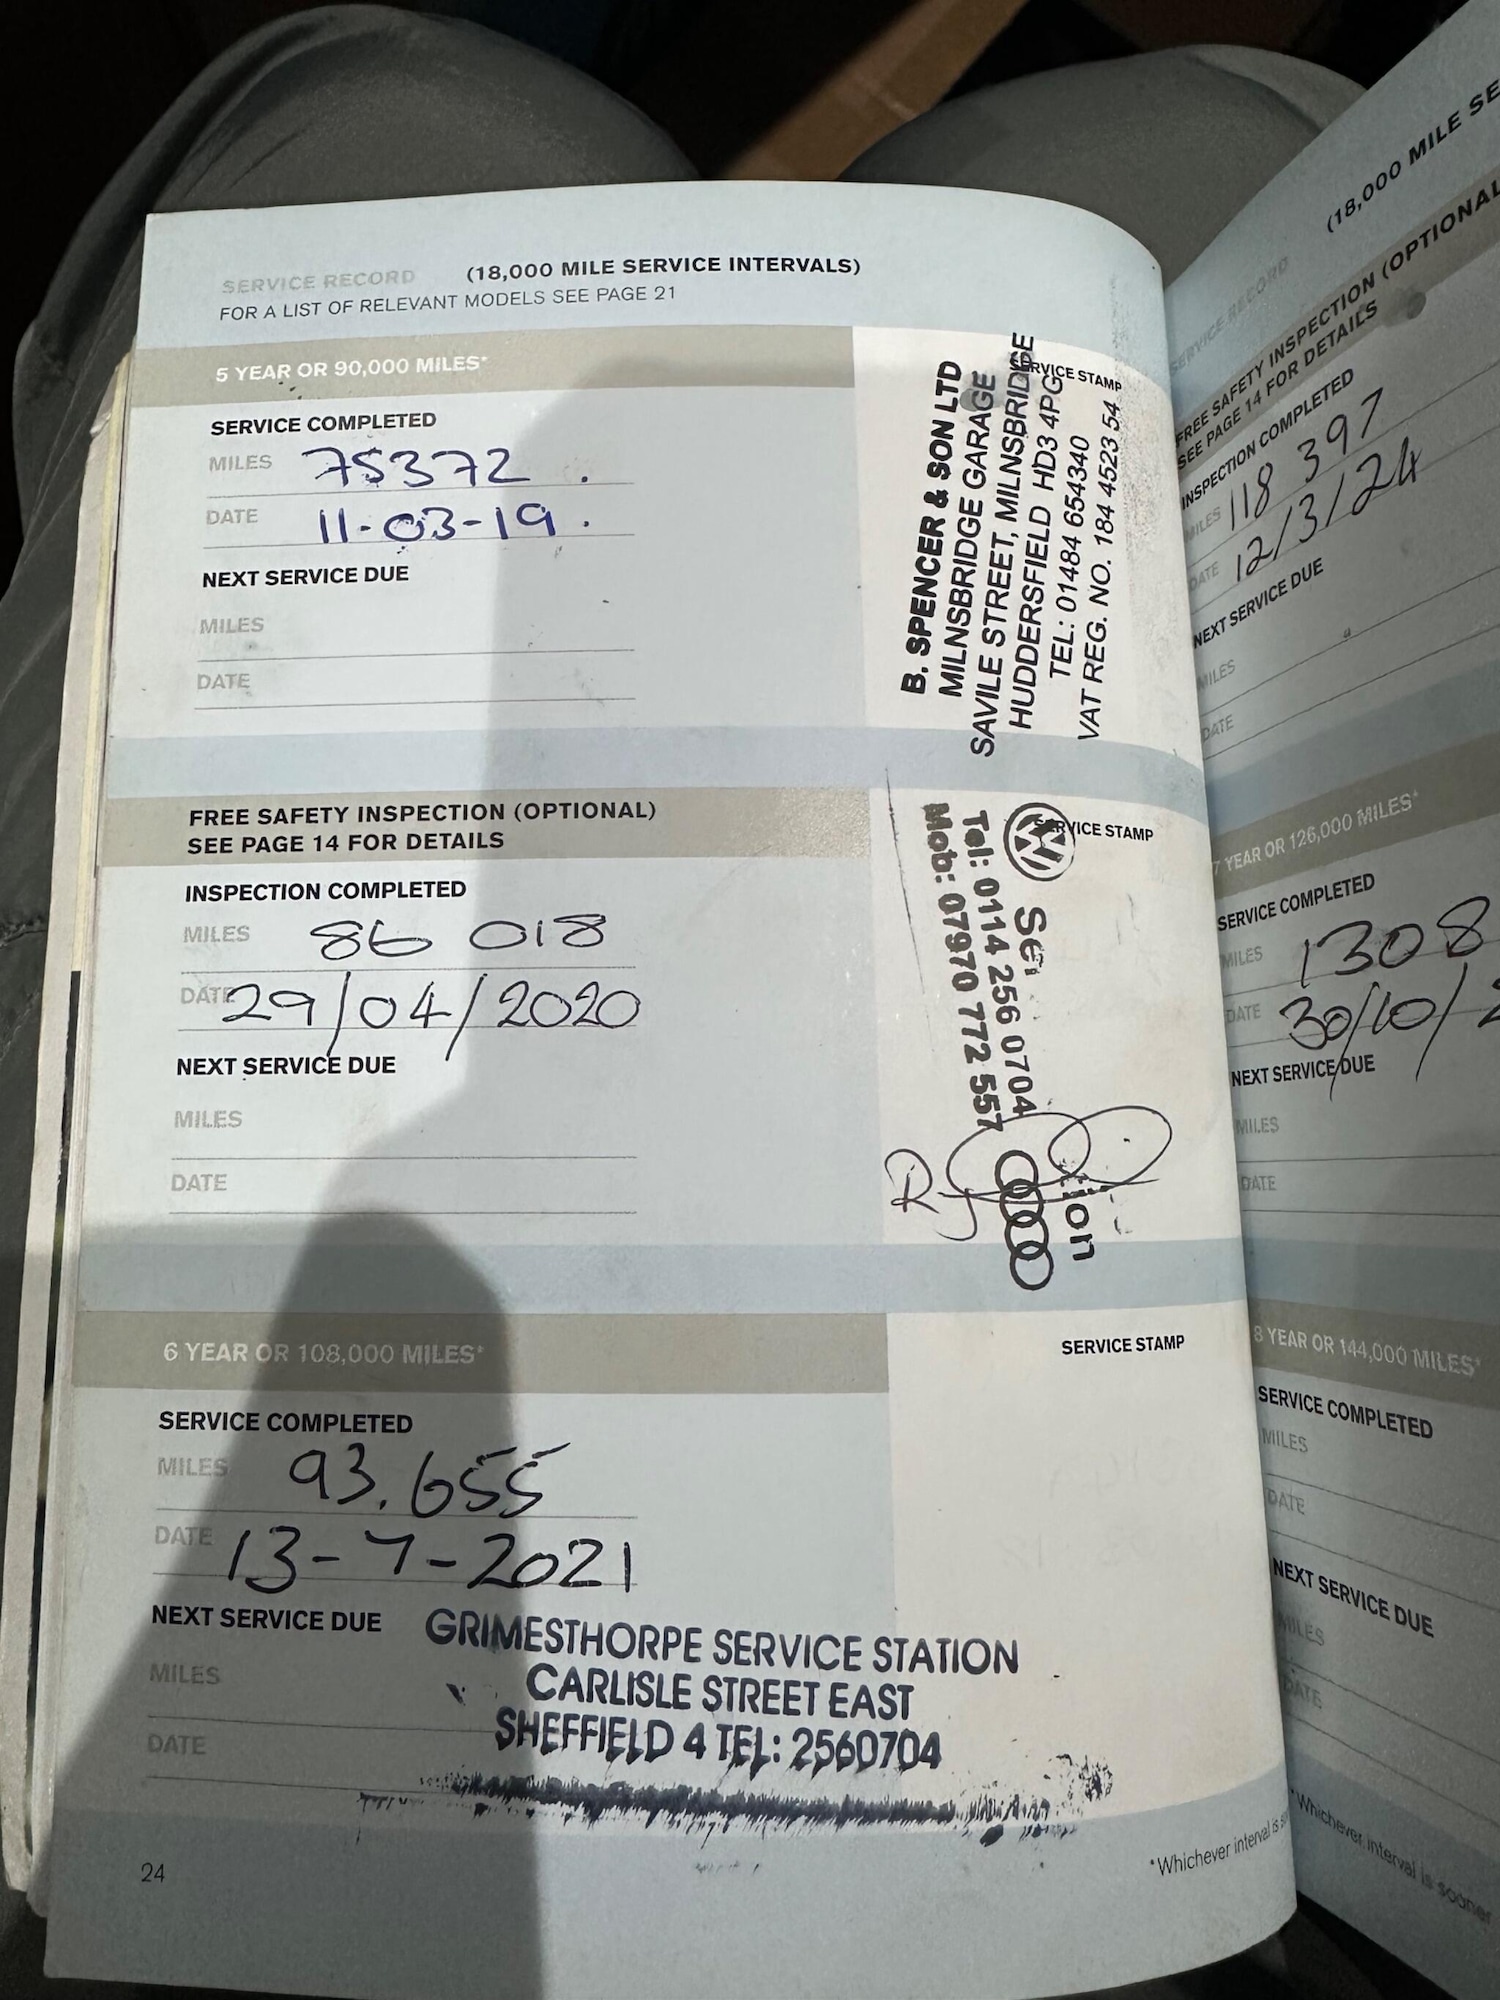 SERVICE RECORD (18,000 MILE SERVICE INTERVALS)
FOR A LIST OF RELEVANT MODELS SEE PAGE 21
5 YEAR OR 90,000 MILES*
SERVICE COMPLETED
MILES 75372.
DATE 11-03-19.
NEXT SERVICE DUE
MILES
DATE
SERVICE STAMP
B. SPENCER & SON LTD
MILNSBRIDGE GARAGE
SAVILE STREET, MILNSBRIDGE
HUDDERSFIELD HD3 4PG
TEL: 01484 654340
VAT REG. NO. 184 4523 54
FREE SAFETY INSPECTION (OPTIONAL)
SEE PAGE 14 FOR DETAILS
INSPECTION COMPLETED
MILES 86 018
DATE 29/04/2020
NEXT SERVICE DUE
MILES
DATE
SERVICE STAMP
Tel: 0114 256 0704
Mob: 07970 772 557
6 YEAR OR 108,000 MILES*
SERVICE COMPLETED
MILES 93.655
DATE 13-7-2021
NEXT SERVICE DUE
MILES
DATE
SERVICE STAMP
GRIMESTHORPE SERVICE STATION
CARLISLE STREET EAST
SHEFFIELD 4 TEL: 2560704
*Whichever interval is
24
(18,000 MILE SE
SERVICE RECORD
FREE SAFETY INSPECTION (OPTIONAL
SEE PAGE 14 FOR DETAILS
INSPECTION COMPLETED
MILES 118 397
DATE 12/3/24
NEXT SERVICE DUE
MILES
DATE
7 YEAR OR 126,000 MILES*
SERVICE COMPLETED
MILES 1308
DATE 30/10/2
NEXT SERVICE DUE
MILES
DATE
8 YEAR OR 144,000 MILES*
SERVICE COMPLETED
MILES
DATE
NEXT SERVICE DUE
MILES
DATE
*Whichever interval is sooner